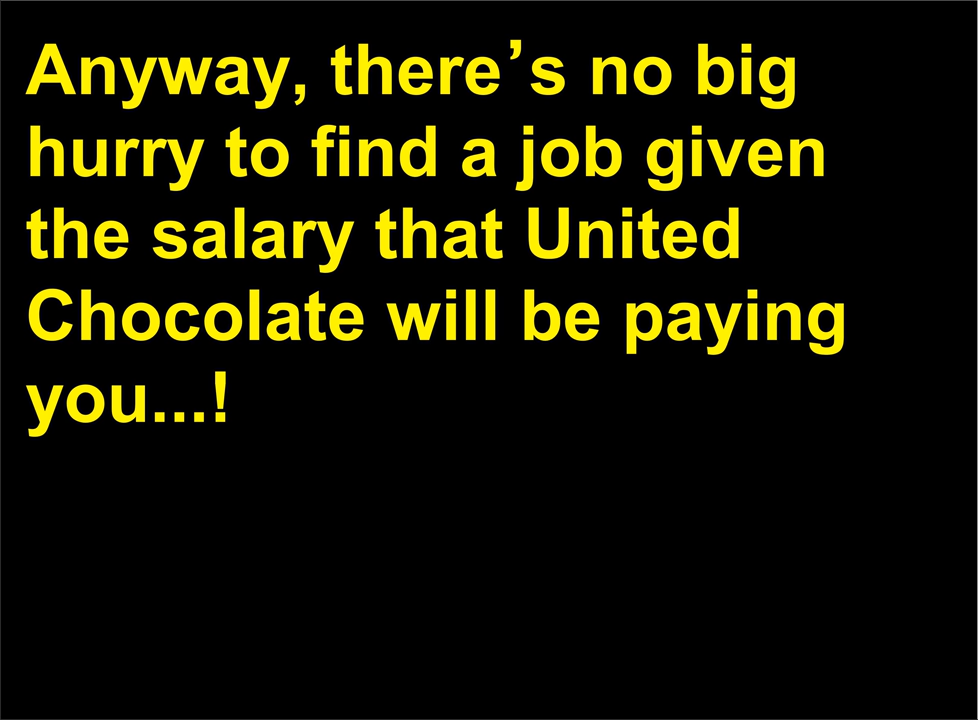 Anyway, there’s no big
hurry to find a job given
the salary that United
Chocolate will be paying
you...!